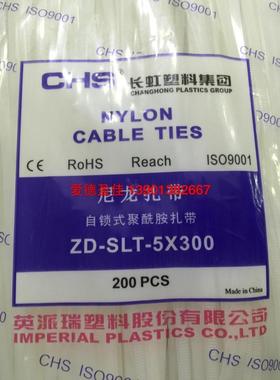 CHS ISO9001
CHS 长虹塑料集团
CHANGHONG PLASTICS GROUP
NYLON
CABLE TIES
CE RoHS Reach ISO9001
尼龙扎带
自锁式聚酰胺扎带
ZD-SLT-5X300
200 PCS
Made in China
英派瑞塑料股份有限公司
IMPERIAL PLASTICS CO.,LTD.
CHS ISO9001